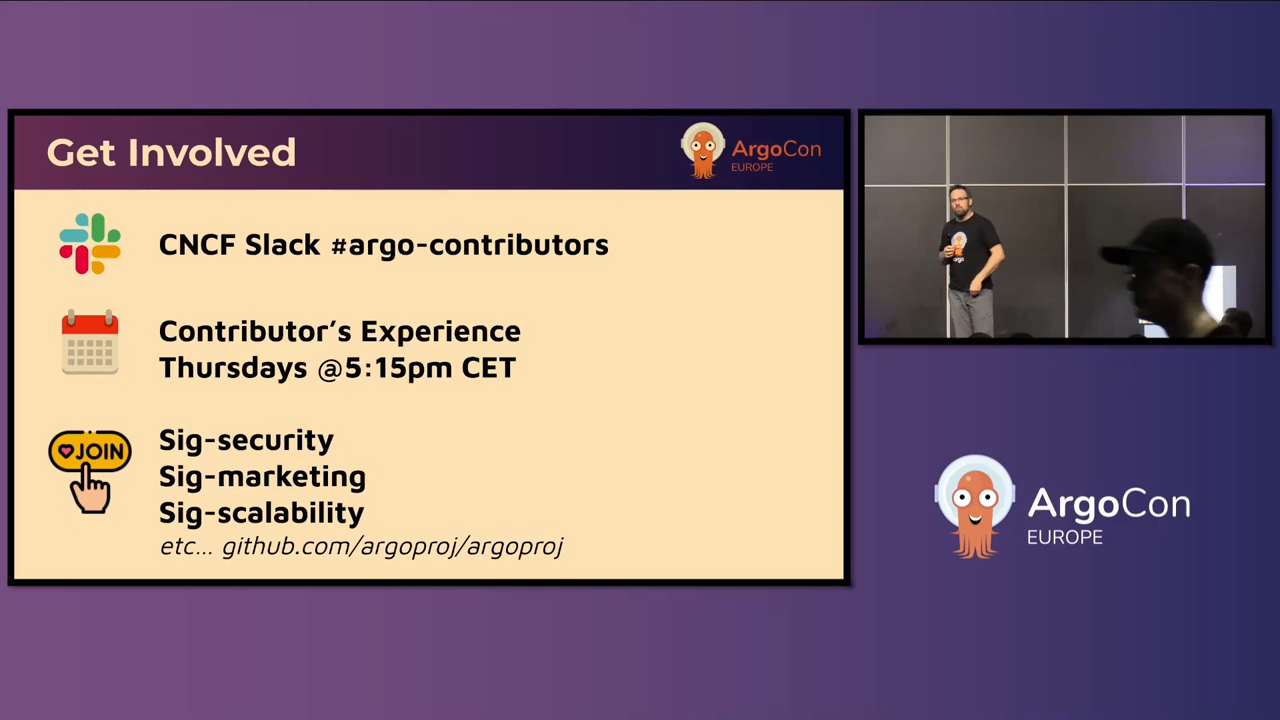 Get Involved
ArgoCon
EUROPE
CNCF Slack #argo-contributors
Contributor’s Experience
Thursdays @5:15pm CET
JOIN
Sig-security
Sig-marketing
Sig-scalability
etc... github.com/argoproj/argoproj
argo
ArgoCon
EUROPE